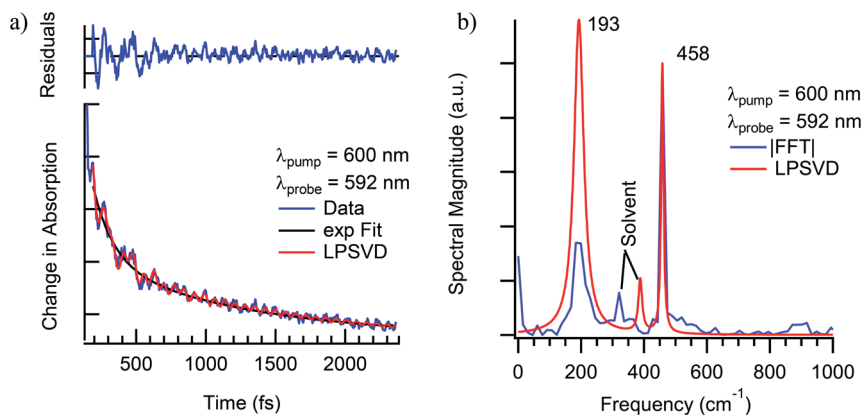 a)
Residuals
Change in Absorption
λpump = 600 nm
λprobe = 592 nm
Data
exp Fit
LPSVD
500
1000
1500
2000
Time (fs)
b)
193
458
λpump = 600 nm
λprobe = 592 nm
|FFT|
LPSVD
Solvent
Spectral Magnitude (a.u.)
0
200
400
600
800
1000
Frequency (cm⁻¹)